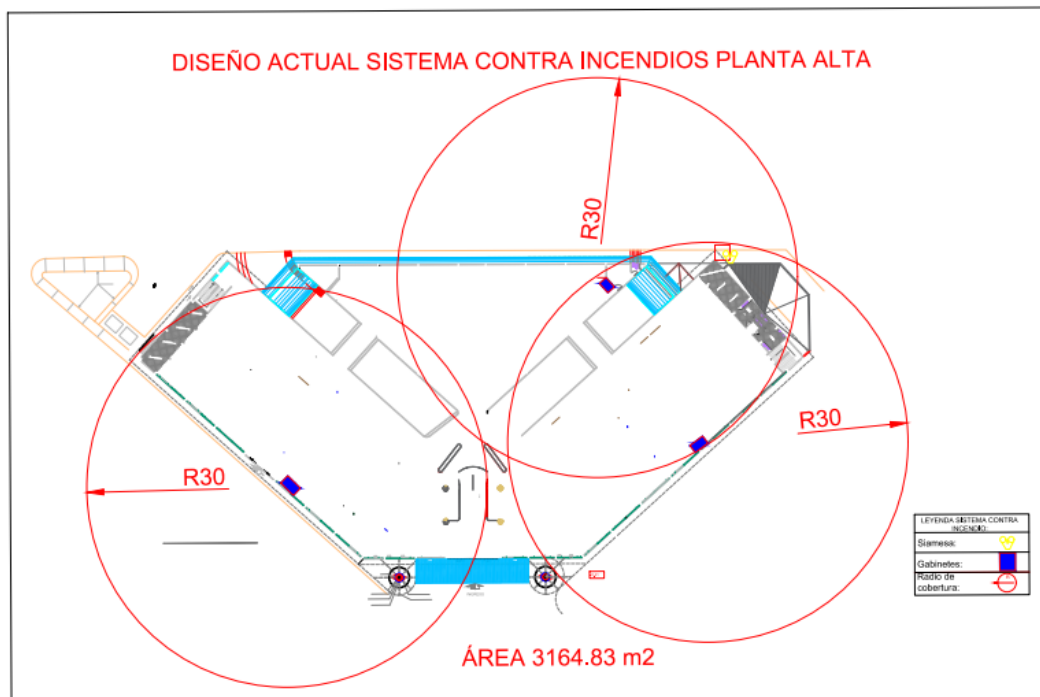 DISEÑO ACTUAL SISTEMA CONTRA INCENDIOS PLANTA ALTA
R30
R30
R30
LEYENDA SISTEMA CONTRA
INCENDIO:
Siamesa:
Gabinetes:
Radio de
cobertura:
ÁREA 3164.83 m2